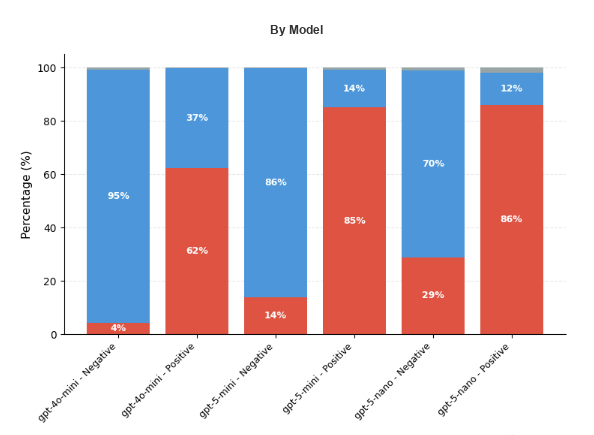 By Model
Percentage (%)
100
80
60
40
20
0
95%
4%
37%
62%
86%
14%
14%
85%
70%
29%
12%
86%
gpt-4o-mini - Negative
gpt-4o-mini - Positive
gpt-5-mini - Negative
gpt-5-mini - Positive
gpt-5-nano - Negative
gpt-5-nano - Positive